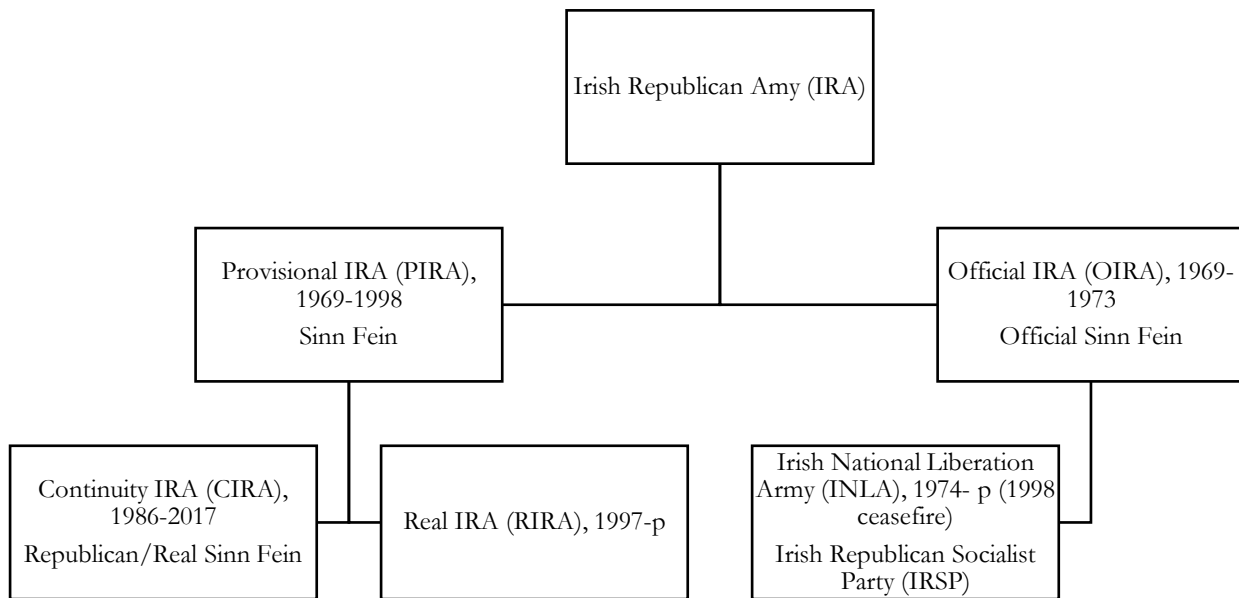 Irish Republican Amy (IRA)
Provisional IRA (PIRA),
1969-1998
Sinn Fein
Official IRA (OIRA), 1969-
1973
Official Sinn Fein
Continuity IRA (CIRA),
1986-2017
Republican/Real Sinn Fein
Real IRA (RIRA), 1997-p
Irish National Liberation
Army (INLA), 1974- p (1998
ceasefire)
Irish Republican Socialist
Party (IRSP)